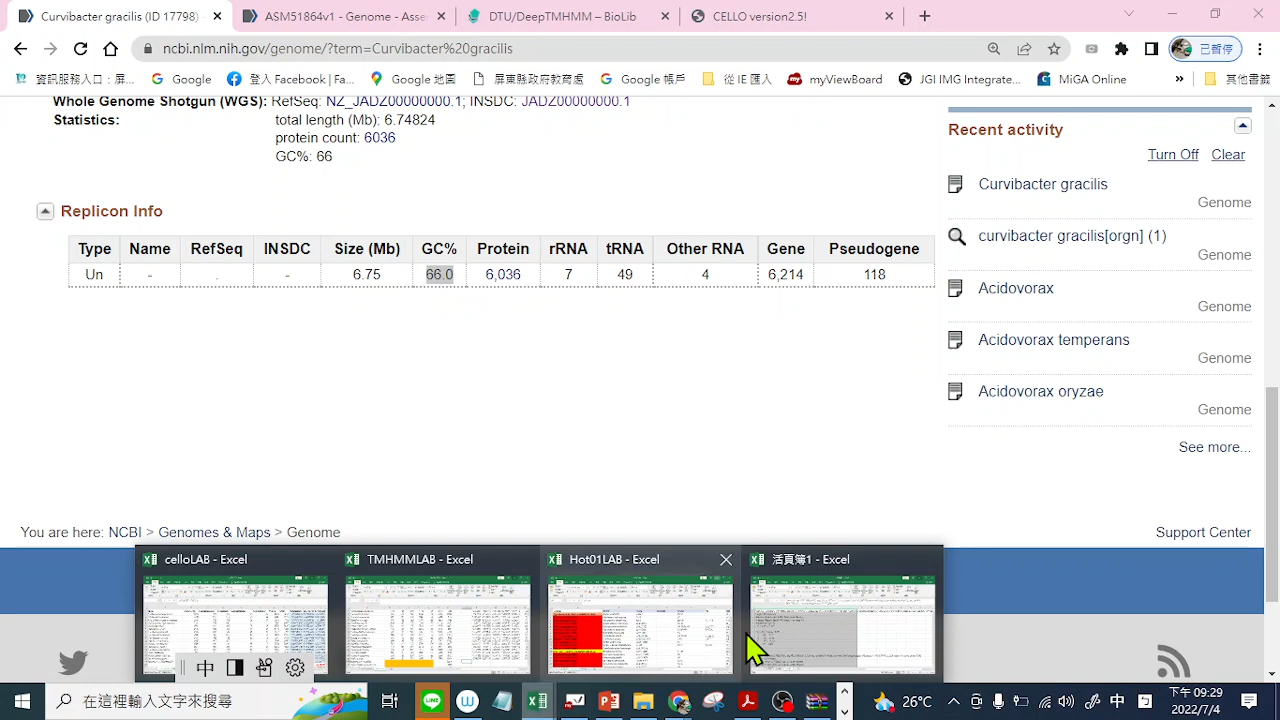 Curvibacter gracilis (ID 17798)
ASM51864v1 - Genome - Asse
DTU/DeepTMHMM – BioLib
CELLO version2.5!
ncbi.nlm.nih.gov/genome/?term=Curvibacter%20gracilis
已暫停
資訊服務入口：屏...
Google
登入 Facebook | Fa...
Google 地圖
屏東縣政府教育處
Google 帳戶
從 IE 匯入
myViewBoard
JGI IMG Integrate...
MiGA Online
Whole Genome Shotgun (WGS): RefSeq: NZ_JADZ00000000.1; INSDC: JADZ00000000.1
Statistics: total length (Mb): 6.74824
protein count: 6036
GC%: 66
Replicon Info
Type Name RefSeq INSDC Size (Mb) GC% Protein rRNA tRNA Other RNA Gene Pseudogene
Un - - - 6.75 66.0 6,036 7 49 4 6,214 118
Recent activity
Turn Off Clear
Curvibacter gracilis
Genome
curvibacter gracilis[orgn] (1)
Genome
Acidovorax
Genome
Acidovorax temperans
Genome
Acidovorax oryzae
Genome
See more...
You are here: NCBI > Genomes & Maps > Genome
Support Center
celloLAB - Excel
TMHMMLAB - Excel
Hot01LAB - Excel
活頁簿1 - Excel
在這裡輸入文字來搜尋
26°C
中
下午 09:29
2022/7/4